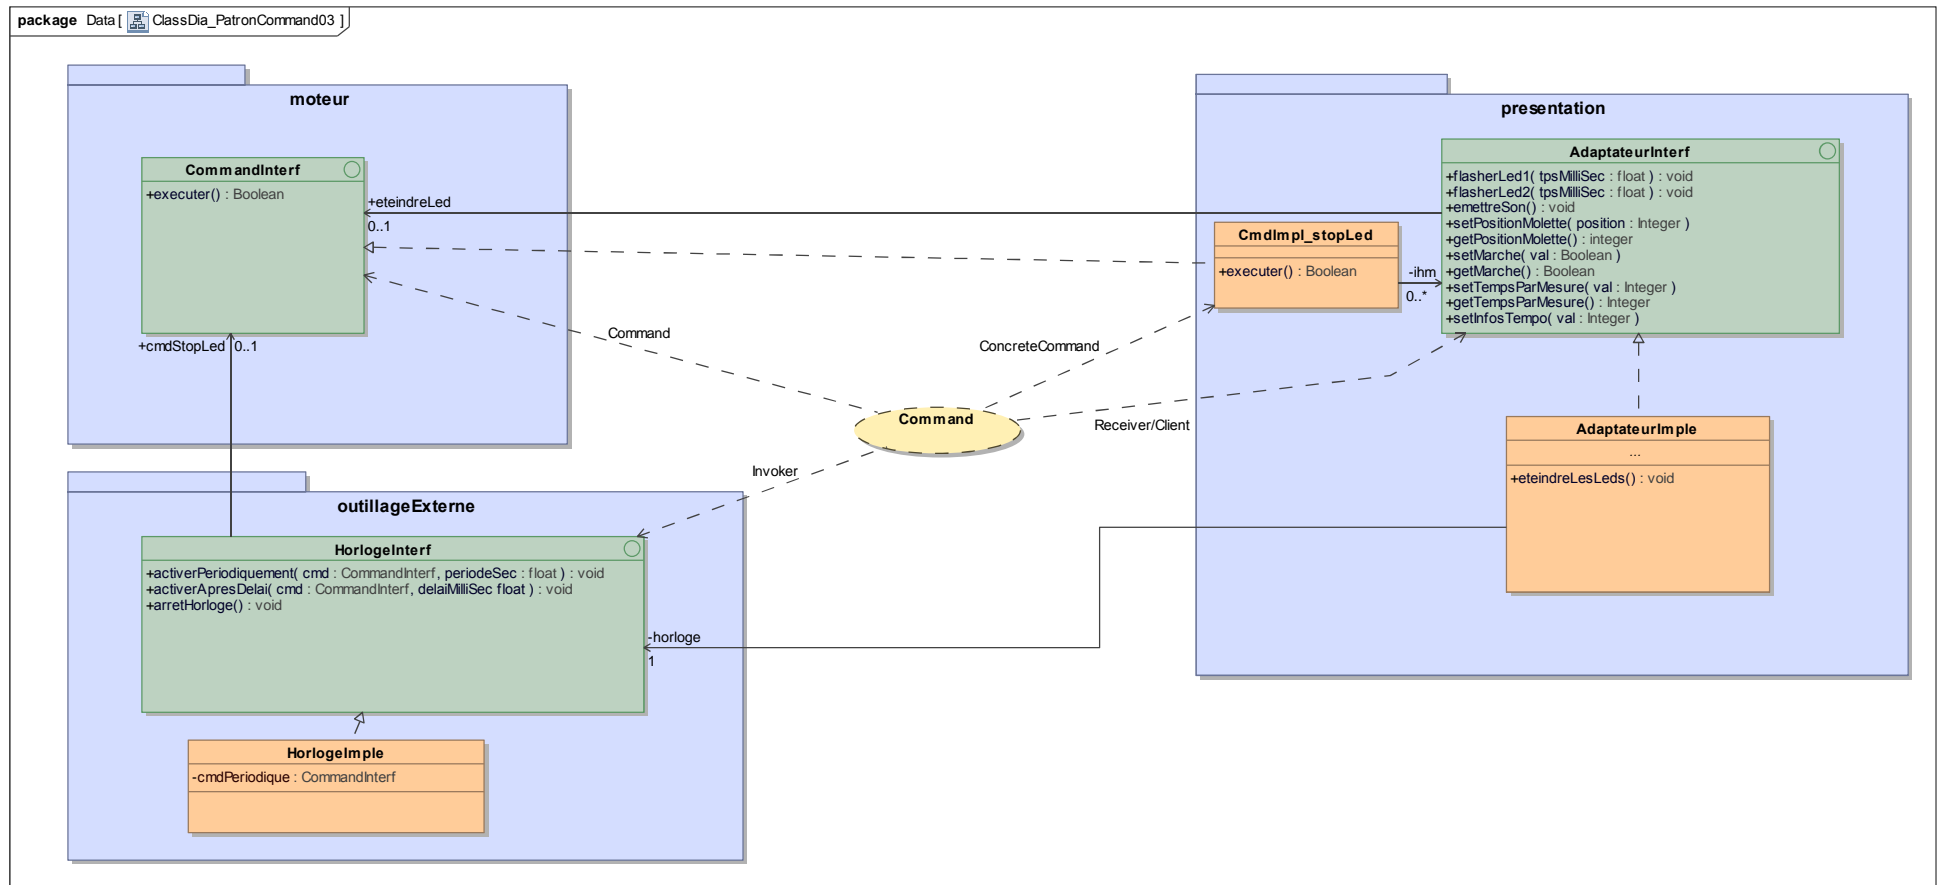 package Data [ ClassDia_PatronCommand03 ]
moteur
CommandInterf
+executer() : Boolean
+eteindreLed
0..1
+cmdStopLed 0..1
presentation
AdaptateurInterf
+flasherLed1( tpsMilliSec : float ) : void
+flasherLed2( tpsMilliSec : float ) : void
+emettreSon() : void
+setPositionMolette( position : Integer )
+getPositionMolette() : integer
+setMarche( val : Boolean )
+getMarche() : Boolean
+setTempsParMesure( val : Integer )
+getTempsParMesure() : Integer
+setInfosTempo( val : Integer )
CmdImpl_stopLed
+executer() : Boolean
-ihm
0..*
Command
ConcreteCommand
Command
Receiver/Client
Invoker
AdaptateurImple
...
+eteindreLesLeds() : void
outillageExterne
HorlogeInterf
+activerPeriodiquement( cmd : CommandInterf, periodeSec : float ) : void
+activerApresDelai( cmd : CommandInterf, delaiMilliSec float ) : void
+arretHorloge() : void
-horloge
1
HorlogeImple
-cmdPeriodique : CommandInterf